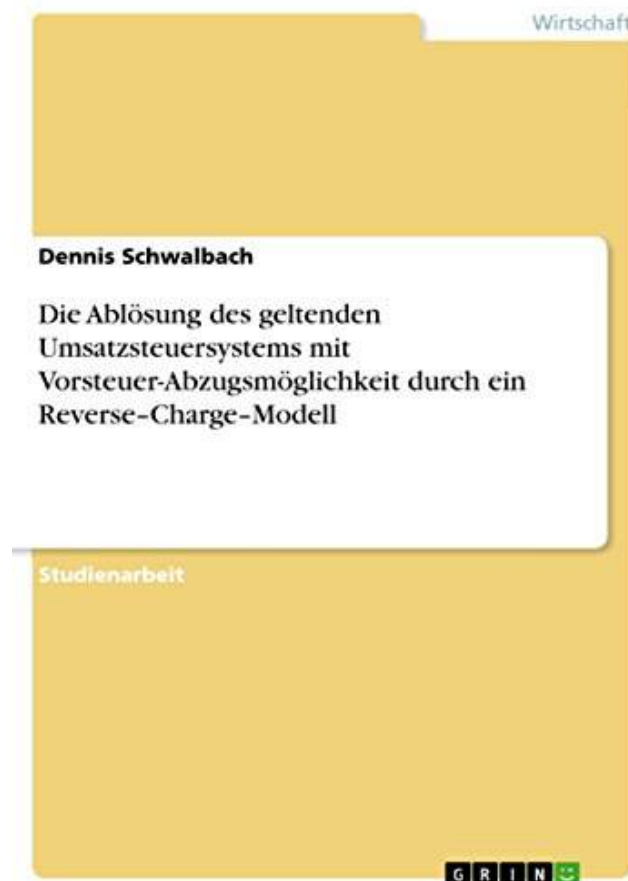 Wirtschaft
Dennis Schwalbach
Die Ablösung des geltenden
Umsatzsteuersystems mit
Vorsteuer-Abzugsmöglichkeit durch ein
Reverse–Charge–Modell
Studienarbeit
GRIN